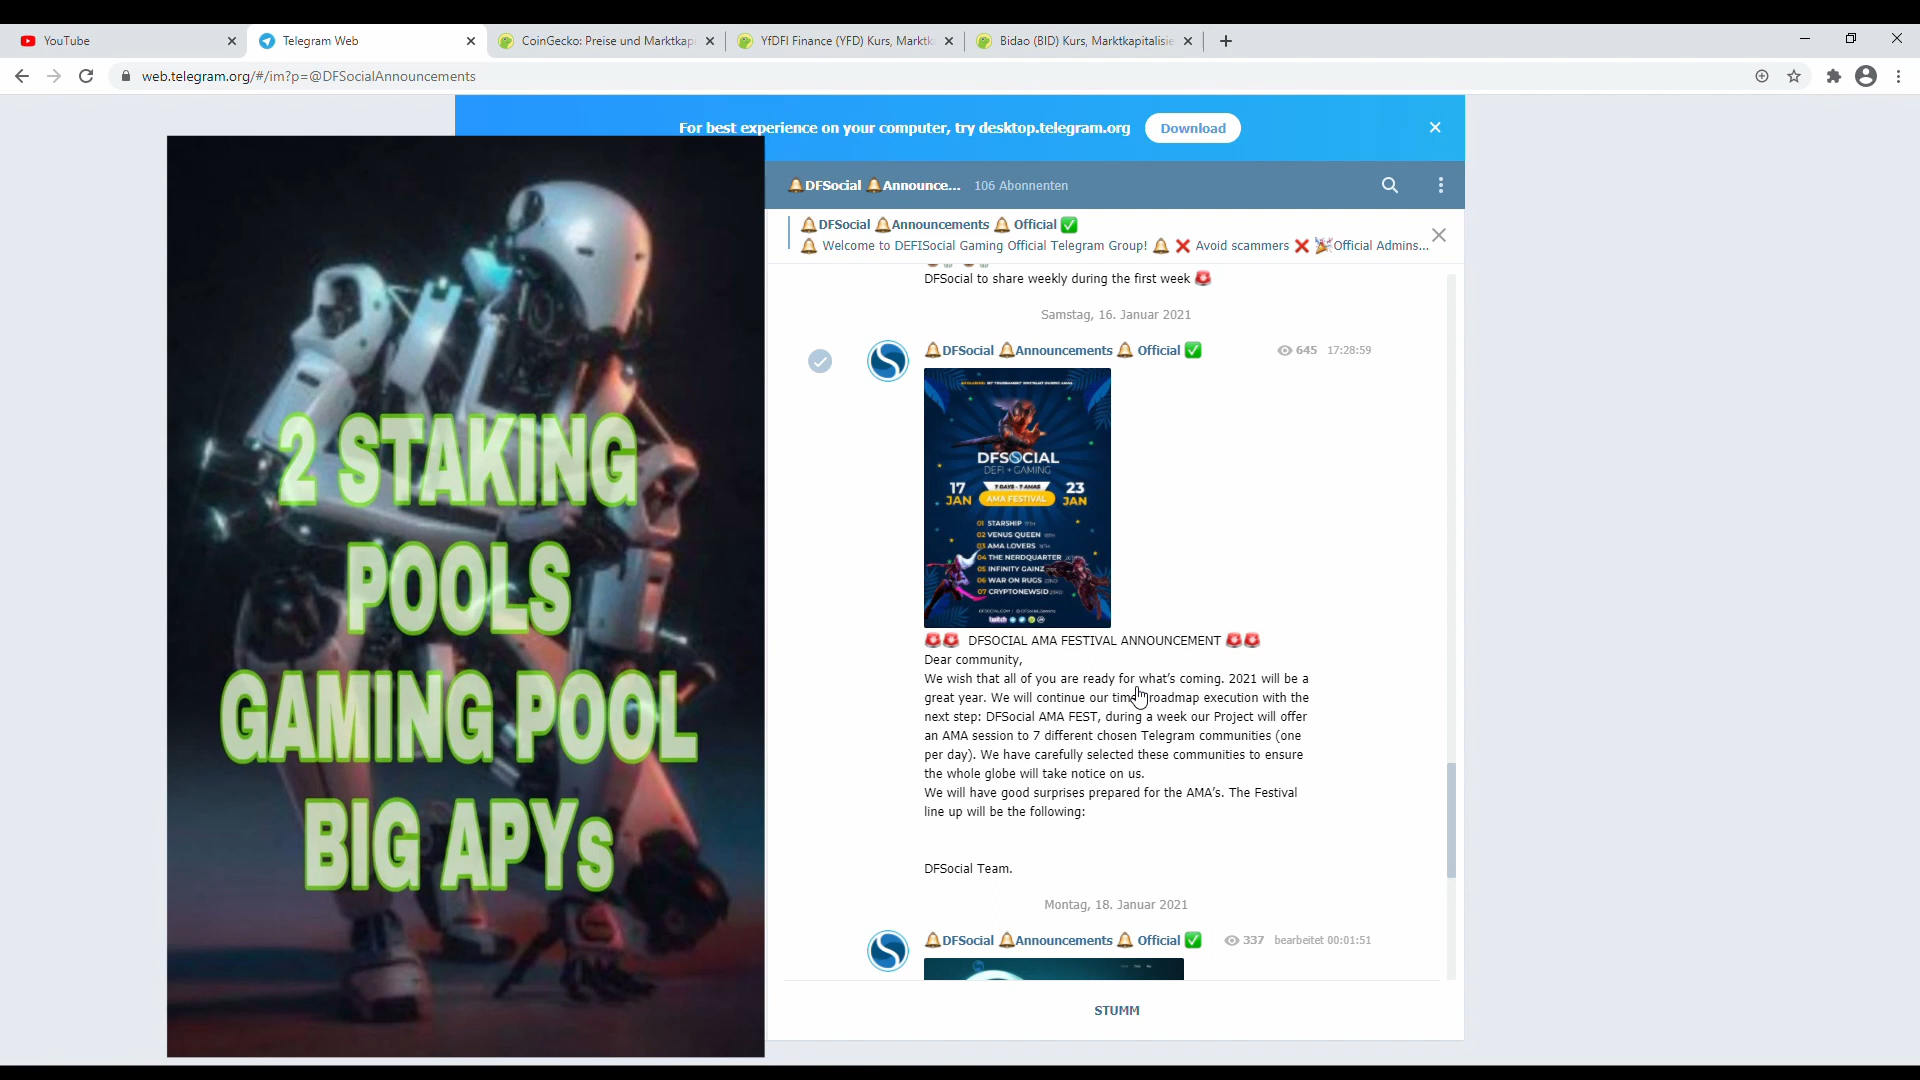 YouTube
Telegram Web
CoinGecko: Preise und Marktkap
YfDFI Finance (YFD) Kurs, Marktk
Bidao (BID) Kurs, Marktkapitalisie
web.telegram.org/#/im?p=@DFSocialAnnouncements
For best experience on your computer, try desktop.telegram.org
Download
🔔DFSocial 🔔Announce... 106 Abonnenten
🔔DFSocial 🔔Announcements 🔔 Official ✅
🔔 Welcome to DEFISocial Gaming Official Telegram Group! 🔔 ❌ Avoid scammers ❌ 🎉Official Admins...
DFSocial to share weekly during the first week 🚨
Samstag, 16. Januar 2021
🔔DFSocial 🔔Announcements 🔔 Official ✅ 645 17:28:59
DFSOCIAL
DEFI + GAMING
17 JAN
7 DAYS - 7 AMAS
AMA FESTIVAL
23 JAN
01 STARSHIP
02 VENUS QUEEN
03 AMA LOVERS
04 THE NERDQUARTER
05 INFINITY GAINZ
06 WAR ON RUGS
07 CRYPTONEWSID
twitch
🚨🚨 DFSOCIAL AMA FESTIVAL ANNOUNCEMENT 🚨🚨
Dear community,
We wish that all of you are ready for what's coming. 2021 will be a
great year. We will continue our roadmap execution with the
next step: DFSocial AMA FEST, during a week our Project will offer
an AMA session to 7 different chosen Telegram communities (one
per day). We have carefully selected these communities to ensure
the whole globe will take notice on us.
We will have good surprises prepared for the AMA's. The Festival
line up will be the following:
DFSocial Team.
Montag, 18. Januar 2021
🔔DFSocial 🔔Announcements 🔔 Official ✅ 337 bearbeitet 00:01:51
STUMM
2 STAKING
POOLS
GAMING POOL
BIG APYs